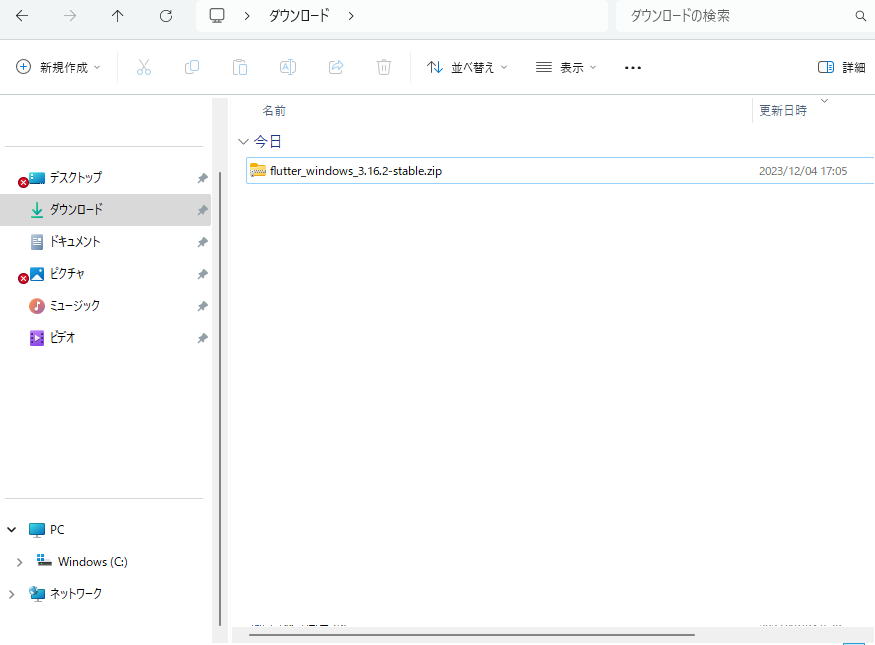 ダウンロード
ダウンロードの検索
新規作成
並べ替え
表示
詳細
名前
更新日時
今日
flutter_windows_3.16.2-stable.zip
2023/12/04 17:05
デスクトップ
ダウンロード
ドキュメント
ピクチャ
ミュージック
ビデオ
PC
Windows (C:)
ネットワーク